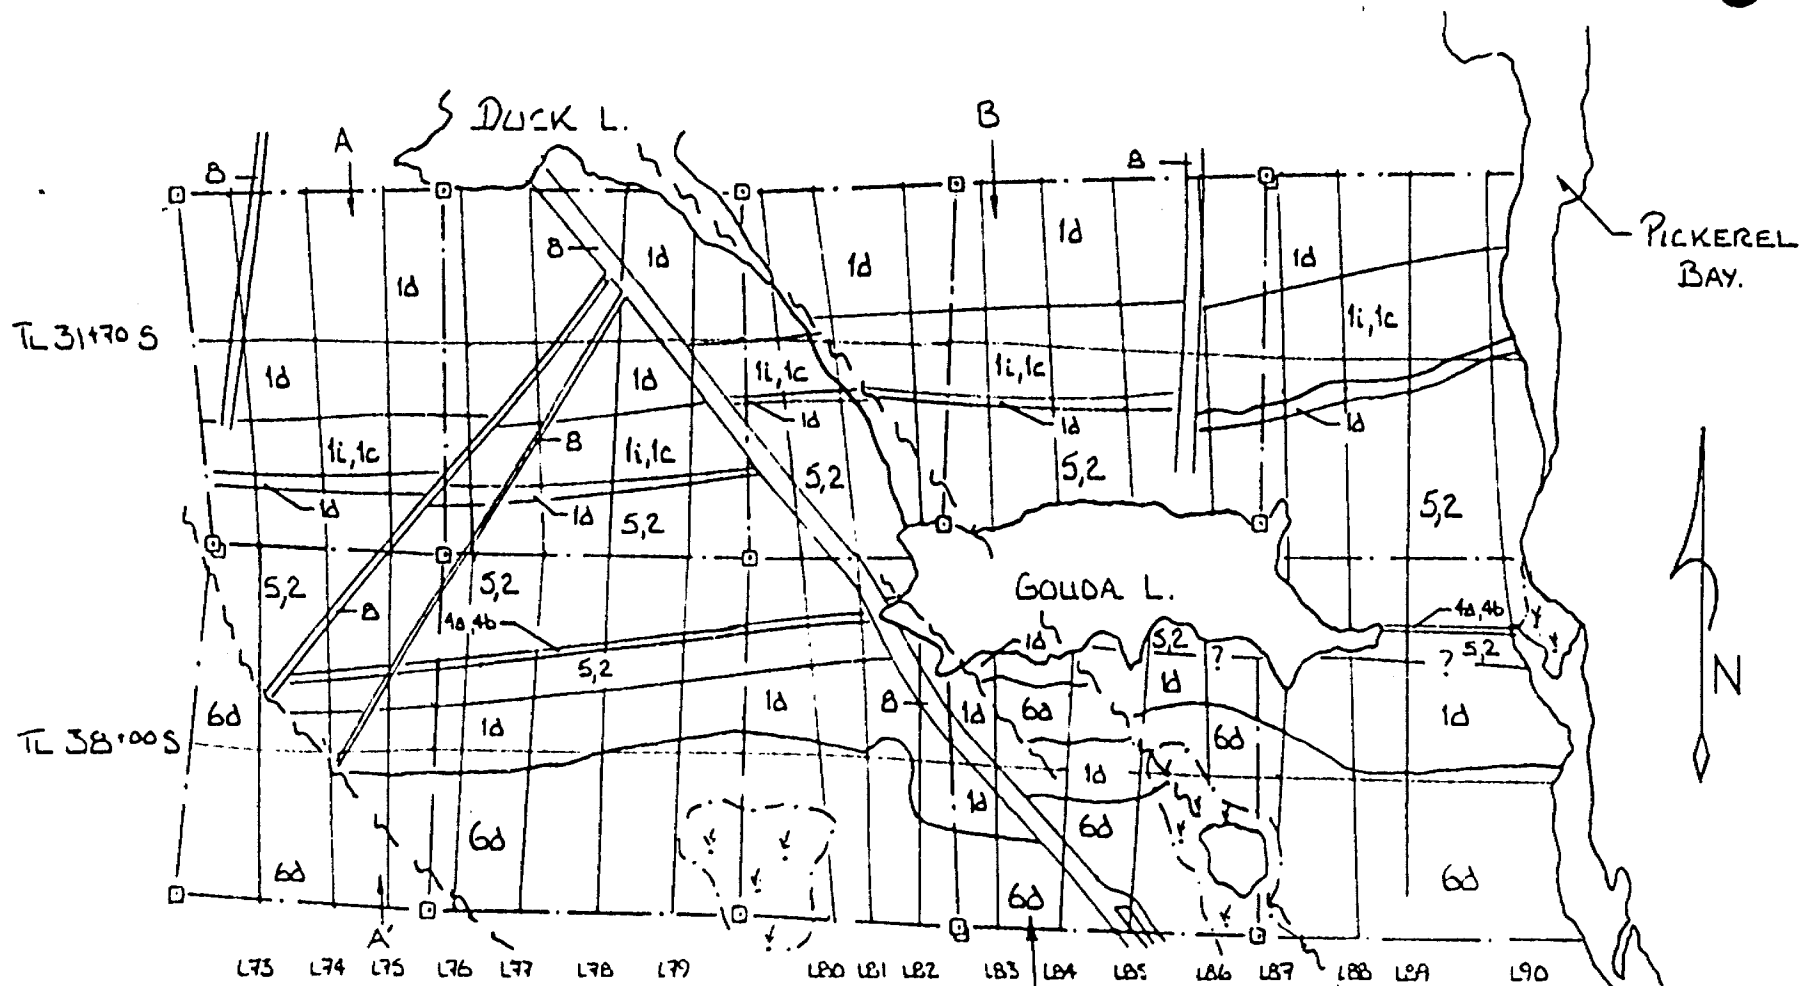 DUCK L.
A
B
8
8
PICKEREL
BAY.
8
1d
1d
1d
1d
1d
TL 31+70 S
1i,1c
1d
1d
1i,1c
1i,1c
1d
1d
1d
1i,1c
1i,1c
8
5,2
5,2
5,2
1d
1d
5,2
5,2
5,2
GOUDA L.
8
4a,4b
4a,4b
1d
5,2
?
?
5,2
5,2
N
6d
1d
1d
8
1d
6d
1d
1d
6d
TL 38+00 S
1d
1d
6d
6d
6d
6d
6d
A'
L73 L74 L75 L76 L77 L78 L79 L80 L81 L82 L83 L84 L85 L86 L87 L88 L89 L90